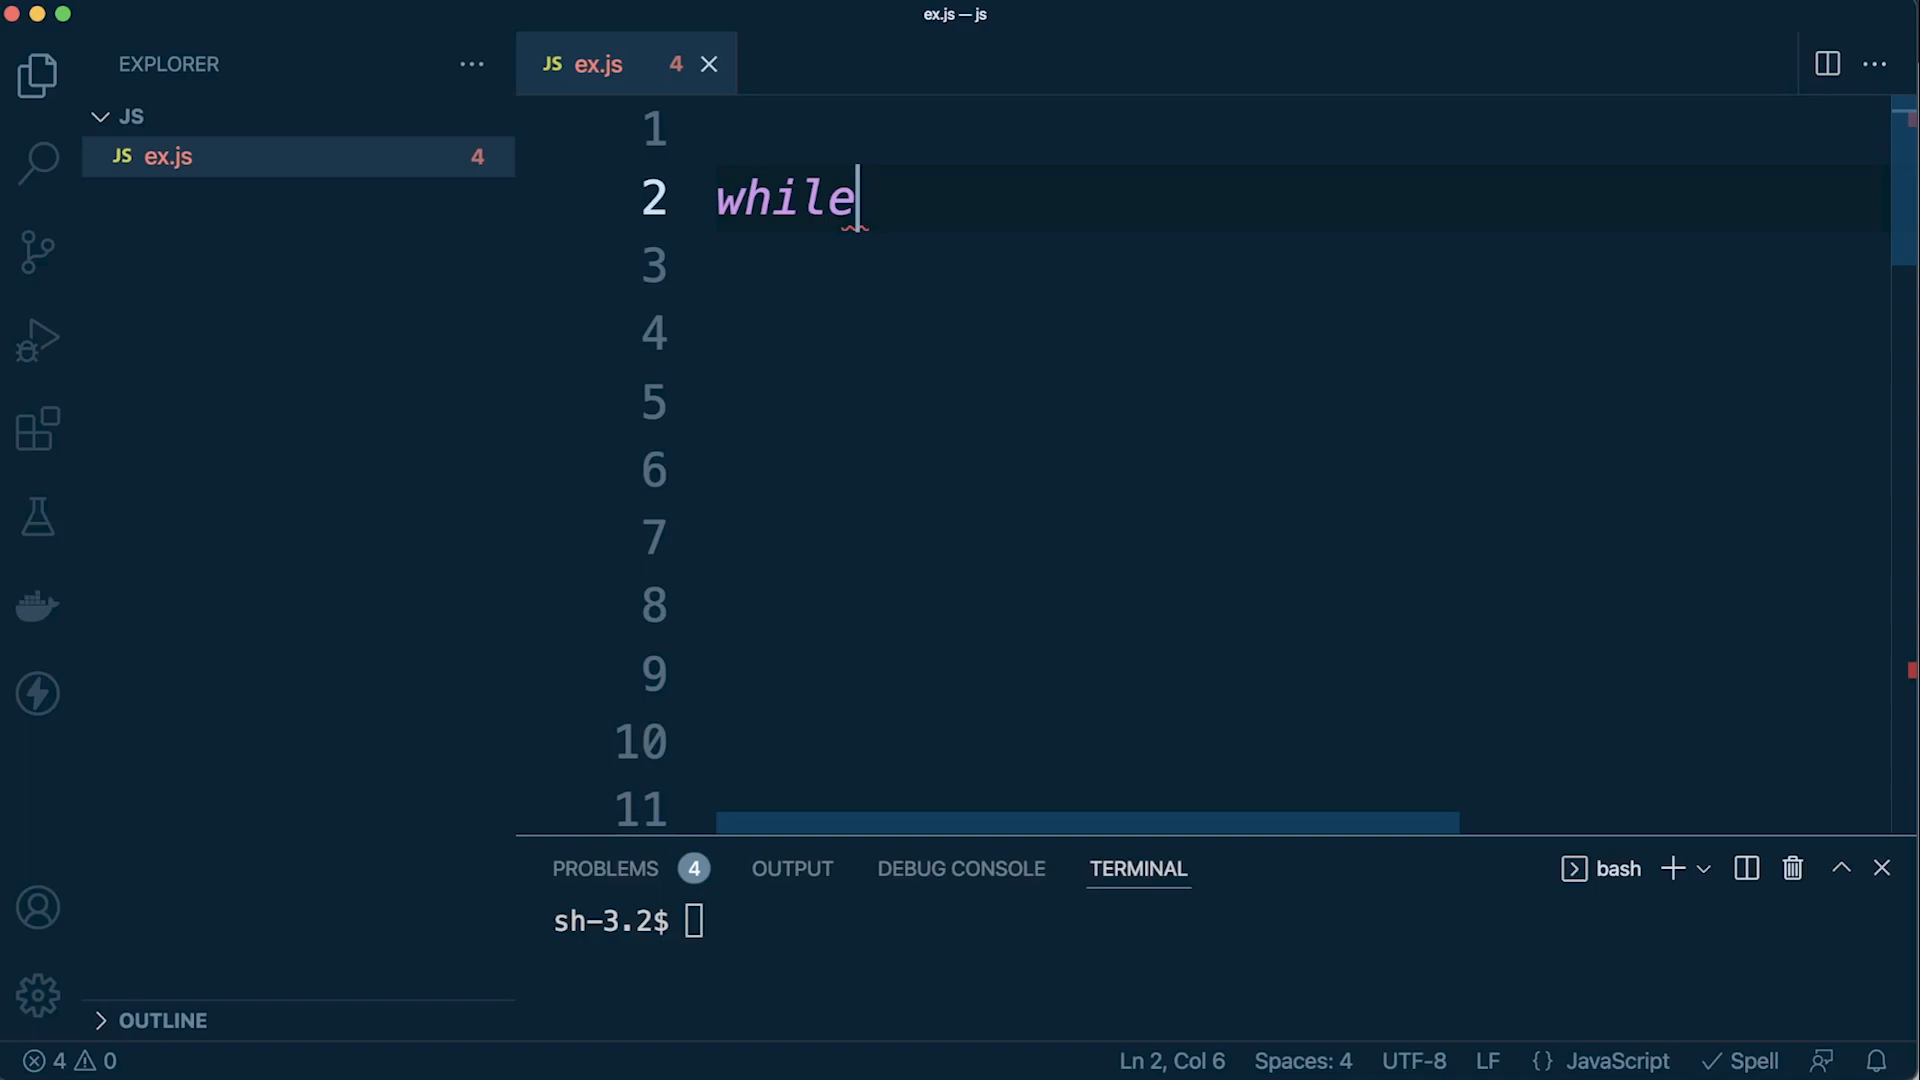 ex.js — js
EXPLORER
JS
JS ex.js 4
JS ex.js 4
1
2 while
3
4
5
6
7
8
9
10
11
PROBLEMS 4 OUTPUT DEBUG CONSOLE TERMINAL bash
sh-3.2$
OUTLINE
4 0 Ln 2, Col 6 Spaces: 4 UTF-8 LF {} JavaScript Spell